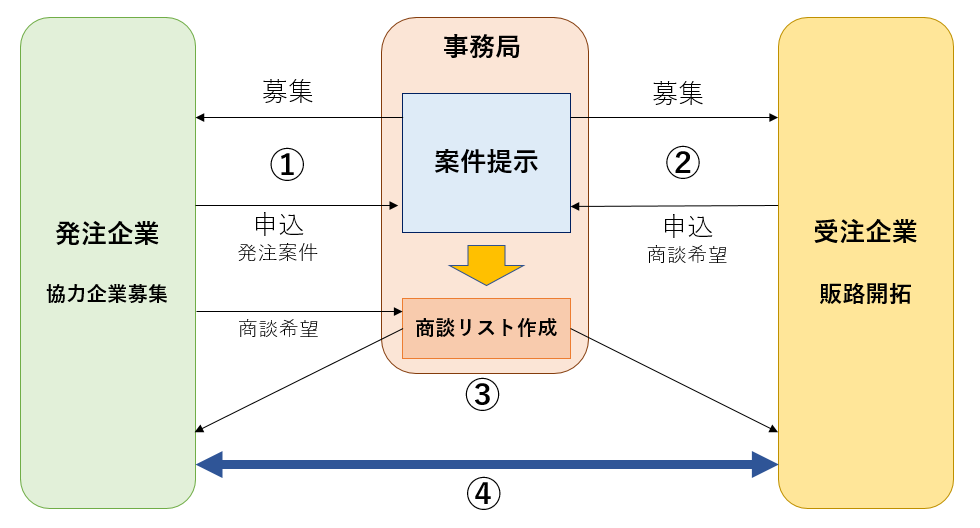 事務局
募集
募集
案件提示
①
②
申込
発注案件
申込
商談希望
発注企業
協力企業募集
受注企業
販路開拓
商談希望
商談リスト作成
③
④